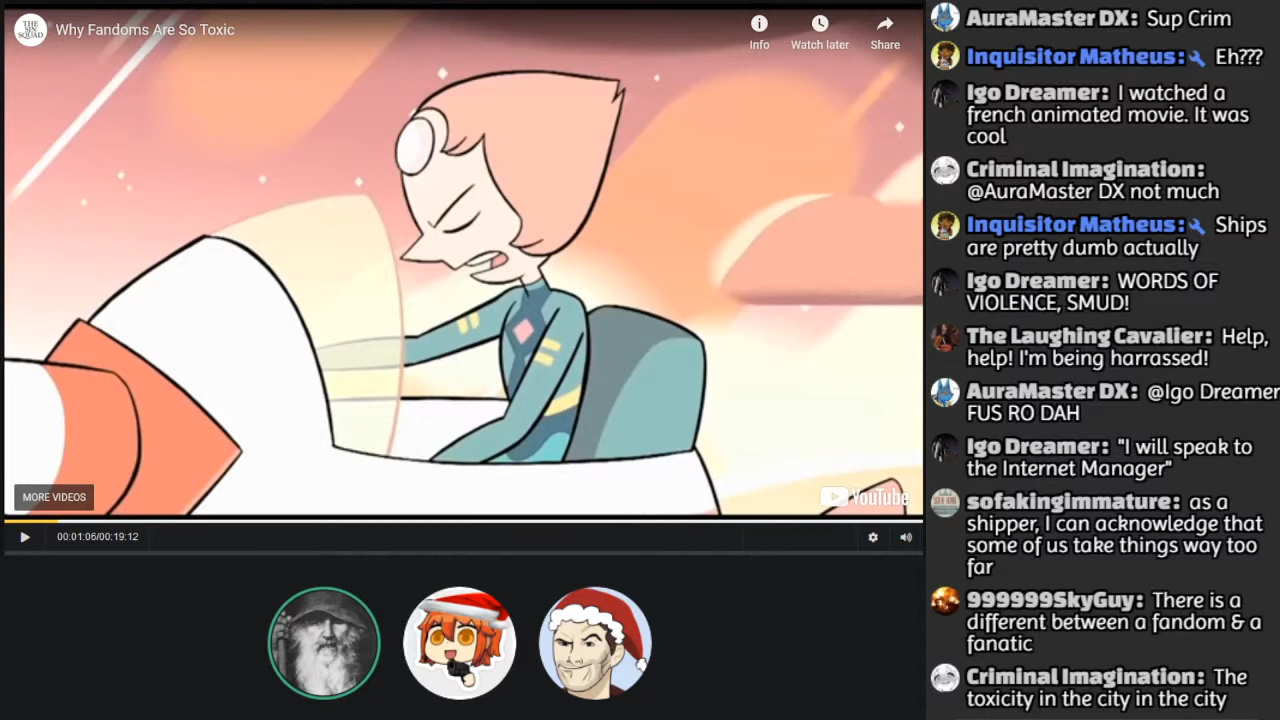 THE
SIN
SQUAD
Why Fandoms Are So Toxic
Info
Watch later
Share
MORE VIDEOS
YouTube
00:01:06/00:19:12
AuraMaster DX: Sup Crim
Inquisitor Matheus: Eh???
Igo Dreamer: I watched a
french animated movie. It was
cool
Criminal Imagination:
@AuraMaster DX not much
Inquisitor Matheus: Ships
are pretty dumb actually
Igo Dreamer: WORDS OF
VIOLENCE, SMUD!
The Laughing Cavalier: Help,
help! I'm being harrassed!
AuraMaster DX: @Igo Dreamer
FUS RO DAH
Igo Dreamer: "I will speak to
the Internet Manager"
sofakingimmature: as a
shipper, I can acknowledge that
some of us take things way too
far
999999SkyGuy: There is a
different between a fandom & a
fanatic
Criminal Imagination: The
toxicity in the city in the city